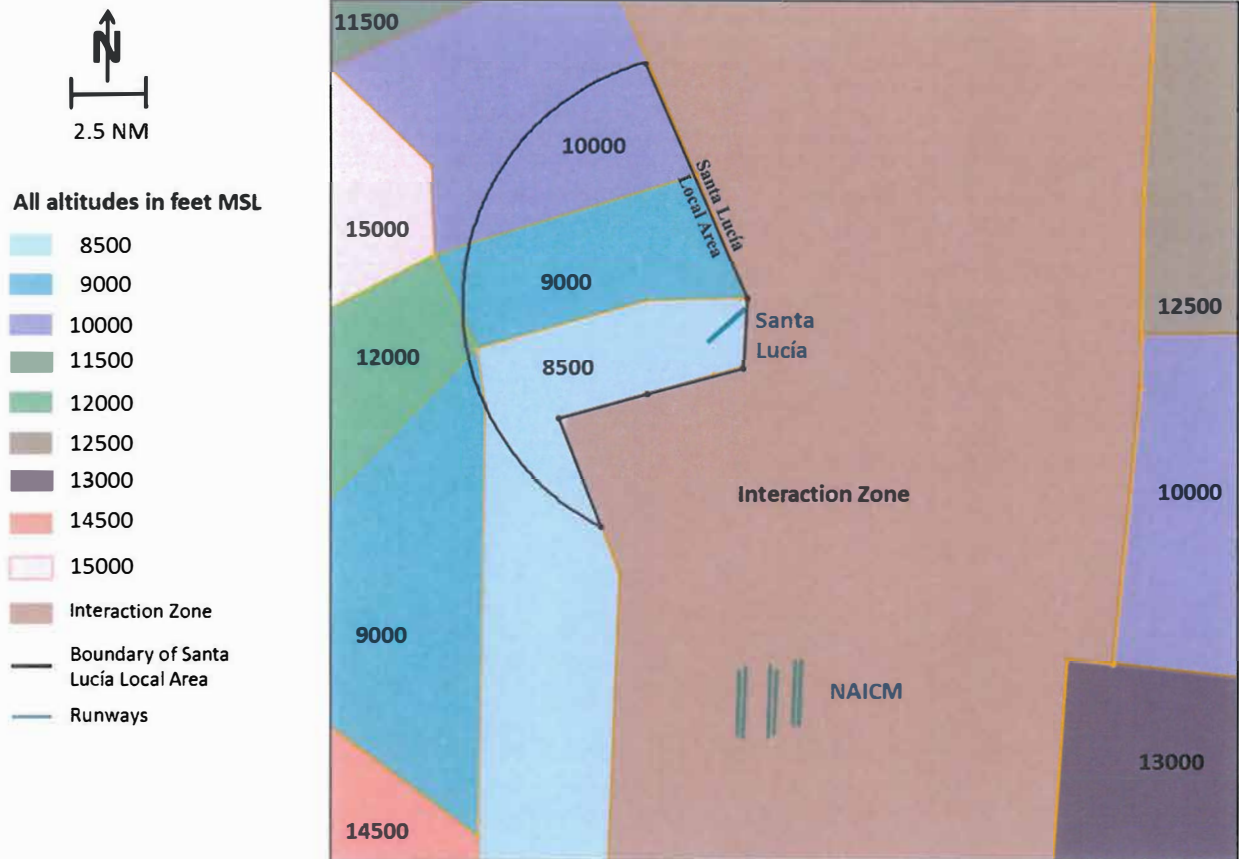 N
2.5 NM
All altitudes in feet MSL
8500
9000
10000
11500
12000
12500
13000
14500
15000
Interaction Zone
Boundary of Santa
Lucía Local Area
Runways
11500
10000
Santa Lucía
Local Area
15000
9000
12500
Santa
Lucía
12000
8500
Interaction Zone
10000
9000
NAICM
13000
14500